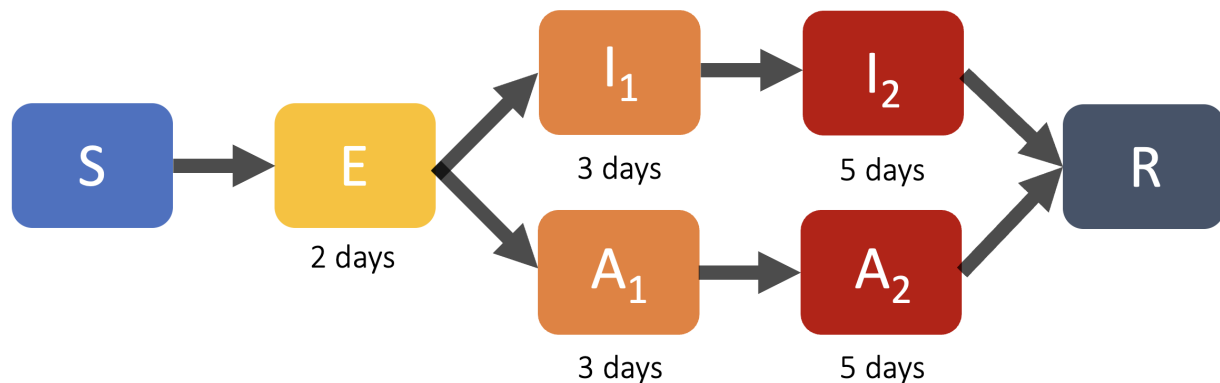 S
E
2 days
I₁
3 days
I₂
5 days
A₁
3 days
A₂
5 days
R